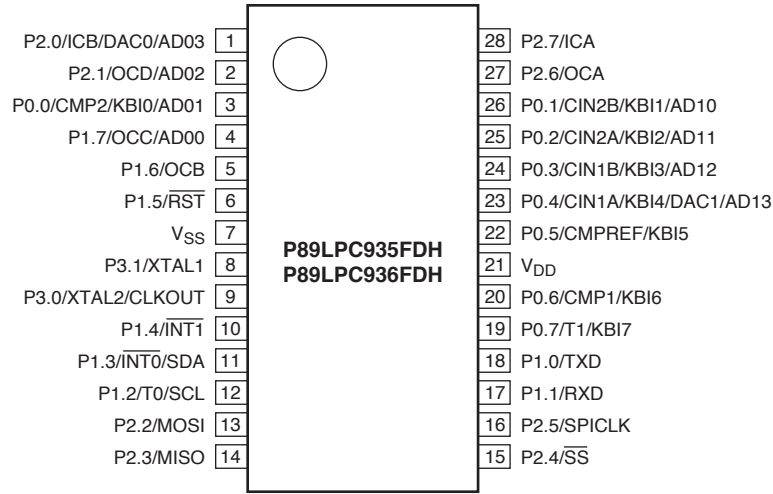 P2.0/ICB/DAC0/AD03 1 28 P2.7/ICA
P2.1/OCD/AD02 2 27 P2.6/OCA
P0.0/CMP2/KBI0/AD01 3 26 P0.1/CIN2B/KBI1/AD10
P1.7/OCC/AD00 4 25 P0.2/CIN2A/KBI2/AD11
P1.6/OCB 5 24 P0.3/CIN1B/KBI3/AD12
P1.5/R̅S̅T̅ 6 23 P0.4/CIN1A/KBI4/DAC1/AD13
VSS 7 22 P0.5/CMPREF/KBI5
P89LPC935FDH
P89LPC936FDH
P3.1/XTAL1 8 21 VDD
P3.0/XTAL2/CLKOUT 9 20 P0.6/CMP1/KBI6
P1.4/I̅N̅T̅1̅ 10 19 P0.7/T1/KBI7
P1.3/I̅N̅T̅0̅/SDA 11 18 P1.0/TXD
P1.2/T0/SCL 12 17 P1.1/RXD
P2.2/MOSI 13 16 P2.5/SPICLK
P2.3/MISO 14 15 P2.4/S̅S̅